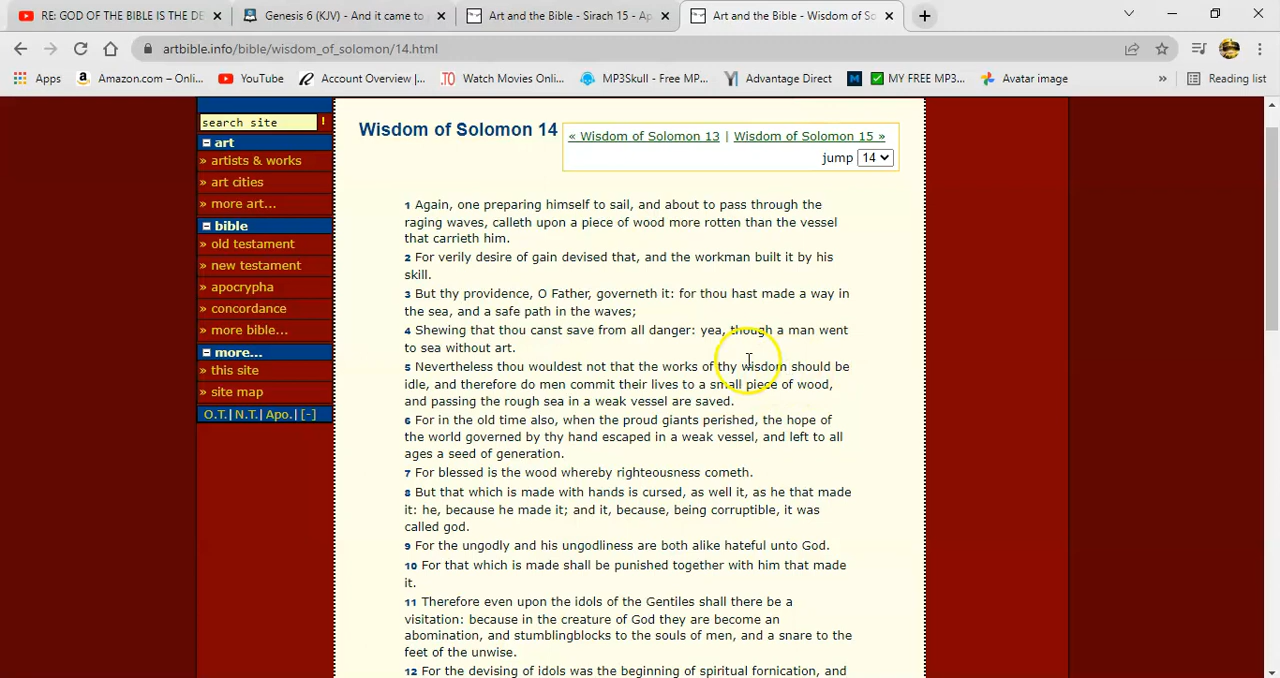 RE: GOD OF THE BIBLE IS THE DE
Genesis 6 (KJV) - And it came to
Art and the Bible - Sirach 15 - Ap
Art and the Bible - Wisdom of So
artbible.info/bible/wisdom_of_solomon/14.html
Apps
Amazon.com – Onli...
YouTube
Account Overview |...
Watch Movies Onlin...
MP3Skull - Free MP...
Advantage Direct
MY FREE MP3...
Avatar image
»
Reading list
search site !
art
» artists & works
» art cities
» more art...
bible
» old testament
» new testament
» apocrypha
» concordance
» more bible...
more...
» this site
» site map
O.T.| N.T.| Apo.| [-]
Wisdom of Solomon 14
« Wisdom of Solomon 13 | Wisdom of Solomon 15 »
jump 14
1 Again, one preparing himself to sail, and about to pass through the
raging waves, calleth upon a piece of wood more rotten than the vessel
that carrieth him.
2 For verily desire of gain devised that, and the workman built it by his
skill.
3 But thy providence, O Father, governeth it: for thou hast made a way in
the sea, and a safe path in the waves;
4 Shewing that thou canst save from all danger: yea, though a man went
to sea without art.
5 Nevertheless thou wouldest not that the works of thy wisdom should be
idle, and therefore do men commit their lives to a small piece of wood,
and passing the rough sea in a weak vessel are saved.
6 For in the old time also, when the proud giants perished, the hope of
the world governed by thy hand escaped in a weak vessel, and left to all
ages a seed of generation.
7 For blessed is the wood whereby righteousness cometh.
8 But that which is made with hands is cursed, as well it, as he that made
it: he, because he made it; and it, because, being corruptible, it was
called god.
9 For the ungodly and his ungodliness are both alike hateful unto God.
10 For that which is made shall be punished together with him that made
it.
11 Therefore even upon the idols of the Gentiles shall there be a
visitation: because in the creature of God they are become an
abomination, and stumblingblocks to the souls of men, and a snare to the
feet of the unwise.
12 For the devising of idols was the beginning of spiritual fornication, and